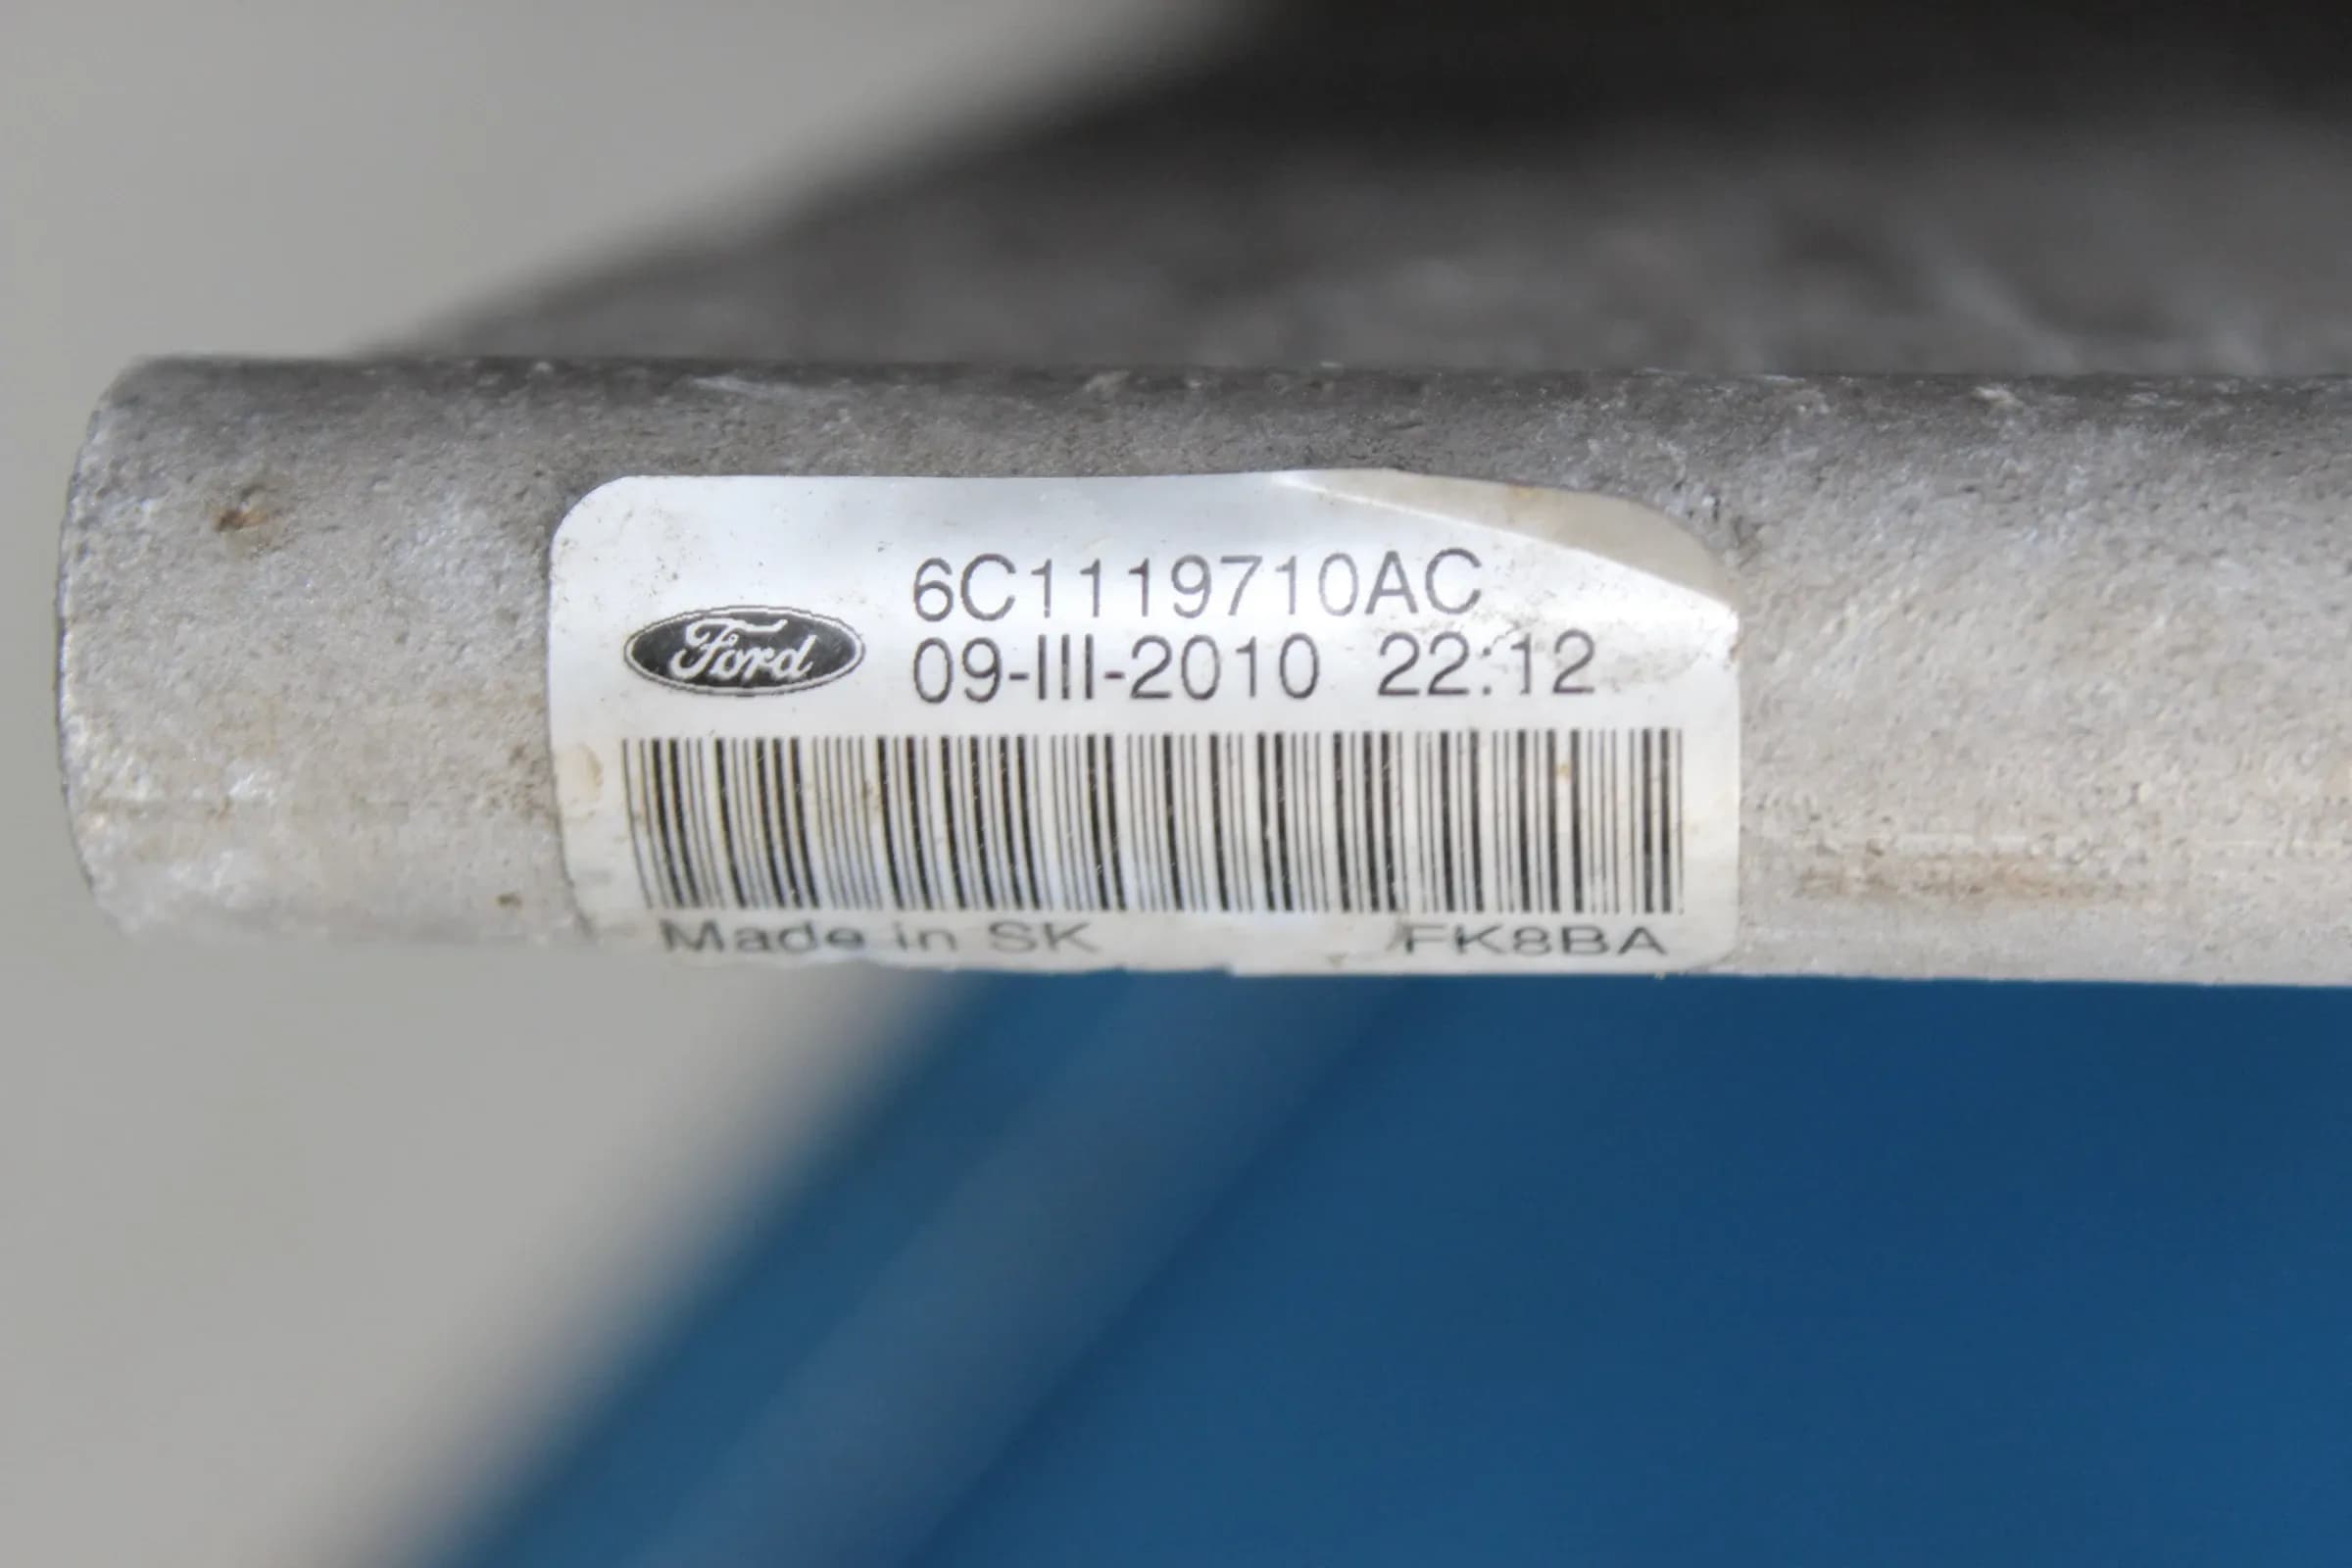 6C1119710AC
Ford
09-III-2010 22:12
Made in SK FK8BA